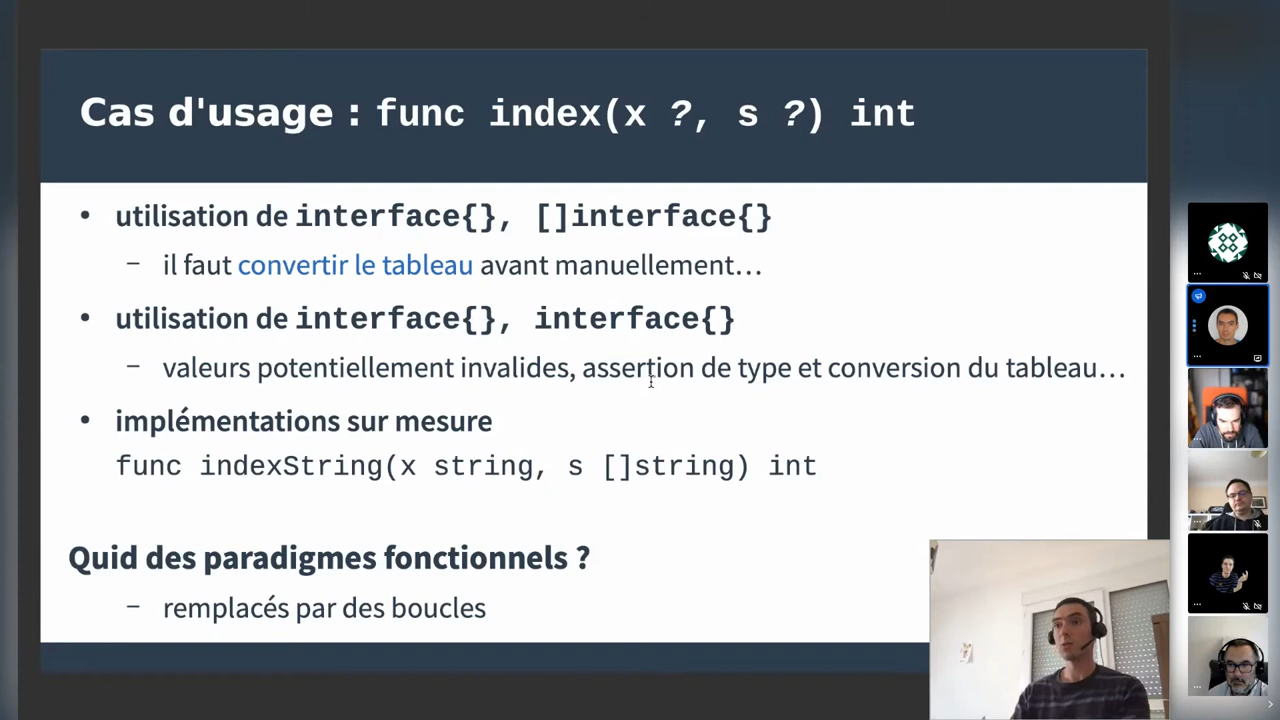 Cas d'usage : func index(x ?, s ?) int
• utilisation de interface{}, []interface{}
– il faut convertir le tableau avant manuellement…
• utilisation de interface{}, interface{}
– valeurs potentiellement invalides, assertion de type et conversion du tableau…
• implémentations sur mesure
func indexString(x string, s []string) int
Quid des paradigmes fonctionnels ?
– remplacés par des boucles